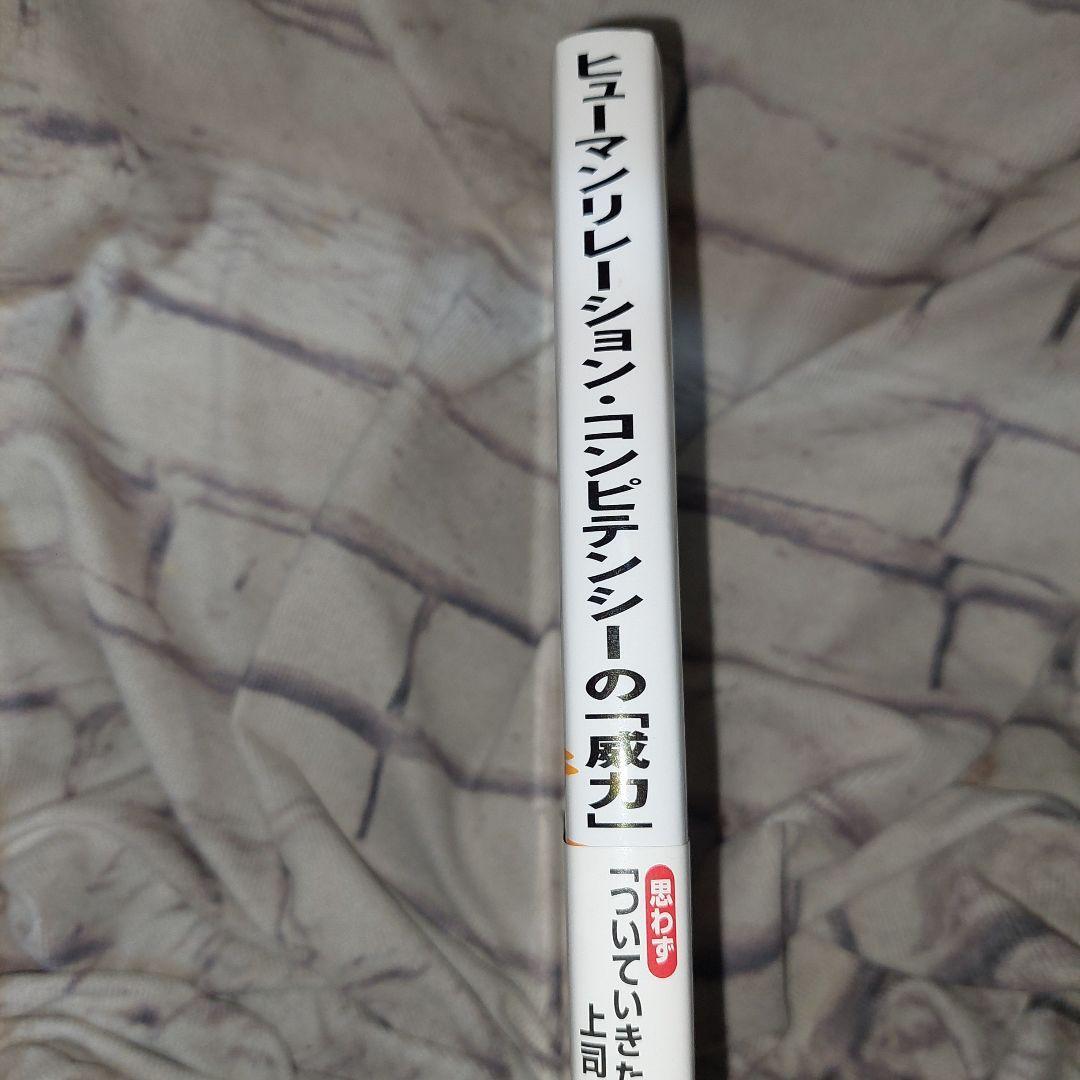 ヒューマンリレーション・コンピテンシーの「威力」
思わず
「ついていきた
上司